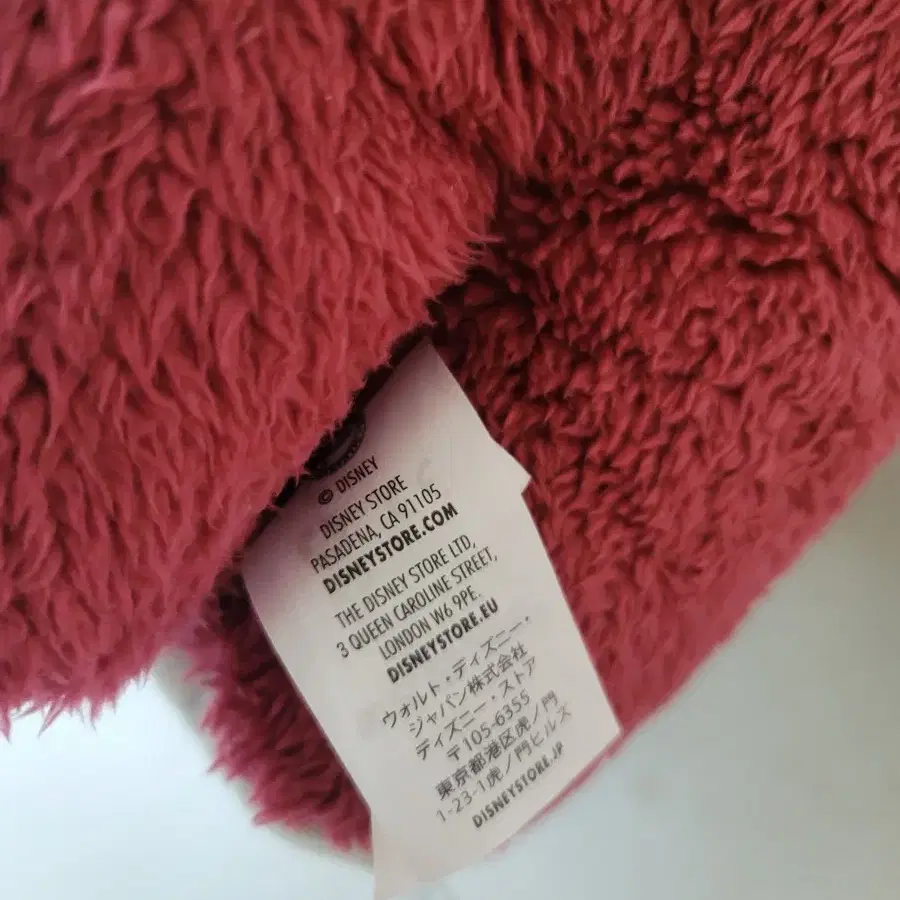 © DISNEY
DISNEY STORE
PASADENA, CA 91105
DISNEYSTORE.COM
THE DISNEY STORE LTD,
3 QUEEN CAROLINE STREET,
LONDON W6 9PE.
DISNEYSTORE.EU
ウォルト・ディズニー・
ジャパン株式会社
ディズニー・ストア
〒105-6355
東京都港区虎ノ門
1-23-1虎ノ門ヒルズ
DISNEYSTORE.JP